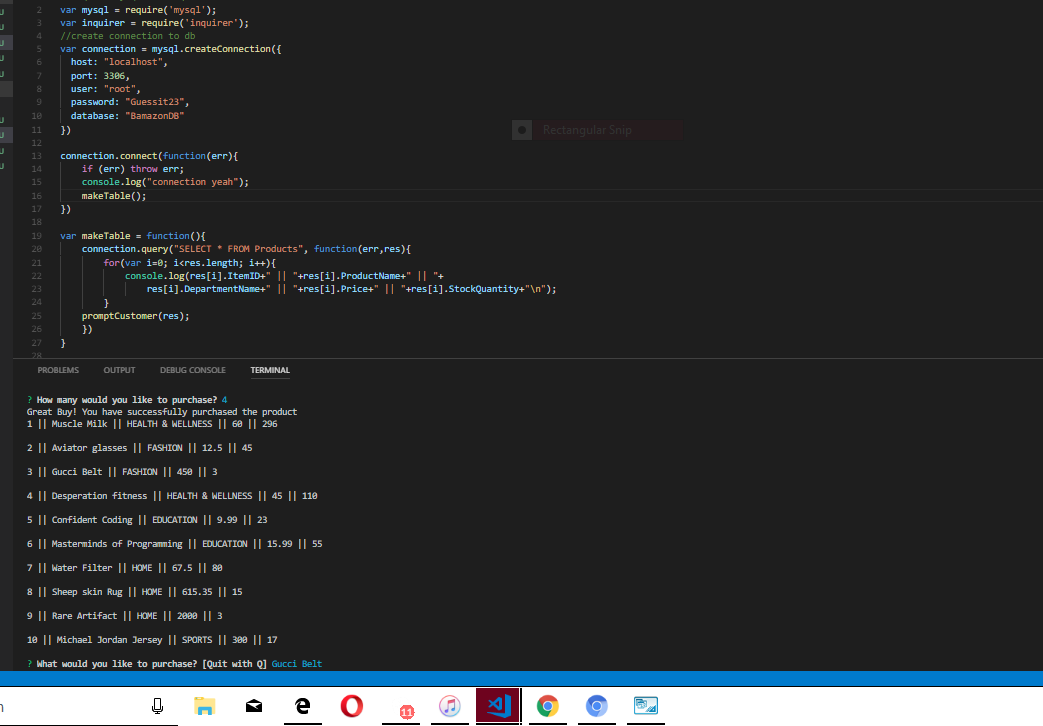 2 var mysql = require('mysql');
3 var inquirer = require('inquirer');
4 //create connection to db
5 var connection = mysql.createConnection({
6 host: "localhost",
7 port: 3306,
8 user: "root",
9 password: "Guessit23",
10 database: "BamazonDB"
11 })
12
13 connection.connect(function(err){
14 if (err) throw err;
15 console.log("connection yeah");
16 makeTable();
17 })
18
19 var makeTable = function(){
20 connection.query("SELECT * FROM Products", function(err,res){
21 for(var i=0; i<res.length; i++){
22 console.log(res[i].ItemID+" || "+res[i].ProductName+" || "+
23 res[i].DepartmentName+" || "+res[i].Price+" || "+res[i].StockQuantity+"\n");
24 }
25 promptCustomer(res);
26 })
27 }
28
Rectangular Snip
PROBLEMS OUTPUT DEBUG CONSOLE TERMINAL
? How many would you like to purchase? 4
Great Buy! You have successfully purchased the product
1 || Muscle Milk || HEALTH & WELLNESS || 60 || 296
2 || Aviator glasses || FASHION || 12.5 || 45
3 || Gucci Belt || FASHION || 450 || 3
4 || Desperation fitness || HEALTH & WELLNESS || 45 || 110
5 || Confident Coding || EDUCATION || 9.99 || 23
6 || Masterminds of Programming || EDUCATION || 15.99 || 55
7 || Water Filter || HOME || 67.5 || 80
8 || Sheep skin Rug || HOME || 615.35 || 15
9 || Rare Artifact || HOME || 2000 || 3
10 || Michael Jordan Jersey || SPORTS || 300 || 17
? What would you like to purchase? [Quit with Q] Gucci Belt
11